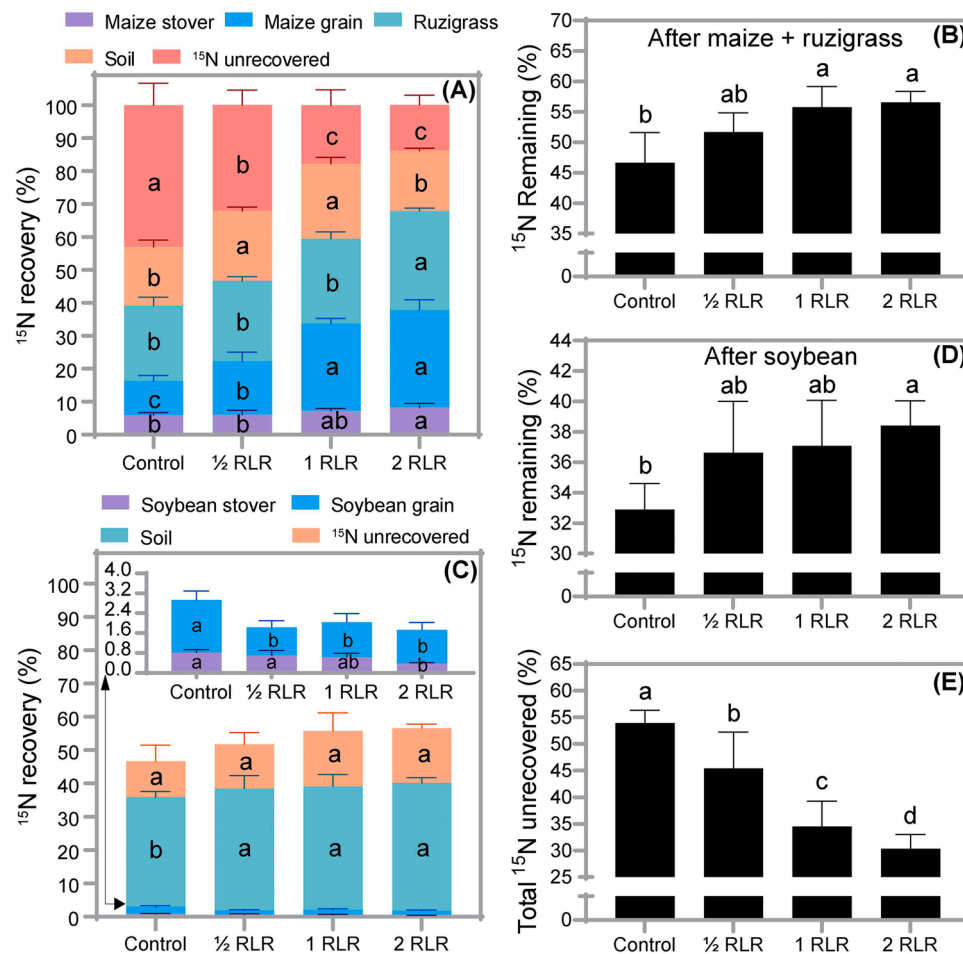 Maize stover Maize grain Ruzigrass
Soil ¹⁵N unrecovered
(A)
¹⁵N recovery (%)
100
90
80
70
60
50
40
30
20
10
0
a b c c
b a a b
b b b a
c b a a
b b ab a
Control ½ RLR 1 RLR 2 RLR
(B)
After maize + ruzigrass
¹⁵N Remaining (%)
70
65
60
55
50
45
40
35
0
b ab a a
Control ½ RLR 1 RLR 2 RLR
Soybean stover Soybean grain
Soil ¹⁵N unrecovered
(C)
¹⁵N recovery (%)
100
90
80
70
60
50
40
30
20
10
0
4.0
3.2
2.4
1.6
0.8
0.0
a b b b
a a ab b
Control ½ RLR 1 RLR 2 RLR
a a a a
b a a a
Control ½ RLR 1 RLR 2 RLR
(D)
After soybean
¹⁵N remaining (%)
44
42
40
38
36
34
32
30
0
b ab ab a
Control ½ RLR 1 RLR 2 RLR
(E)
Total ¹⁵N unrecovered (%)
65
60
55
50
45
40
35
30
25
0
a b c d
Control ½ RLR 1 RLR 2 RLR